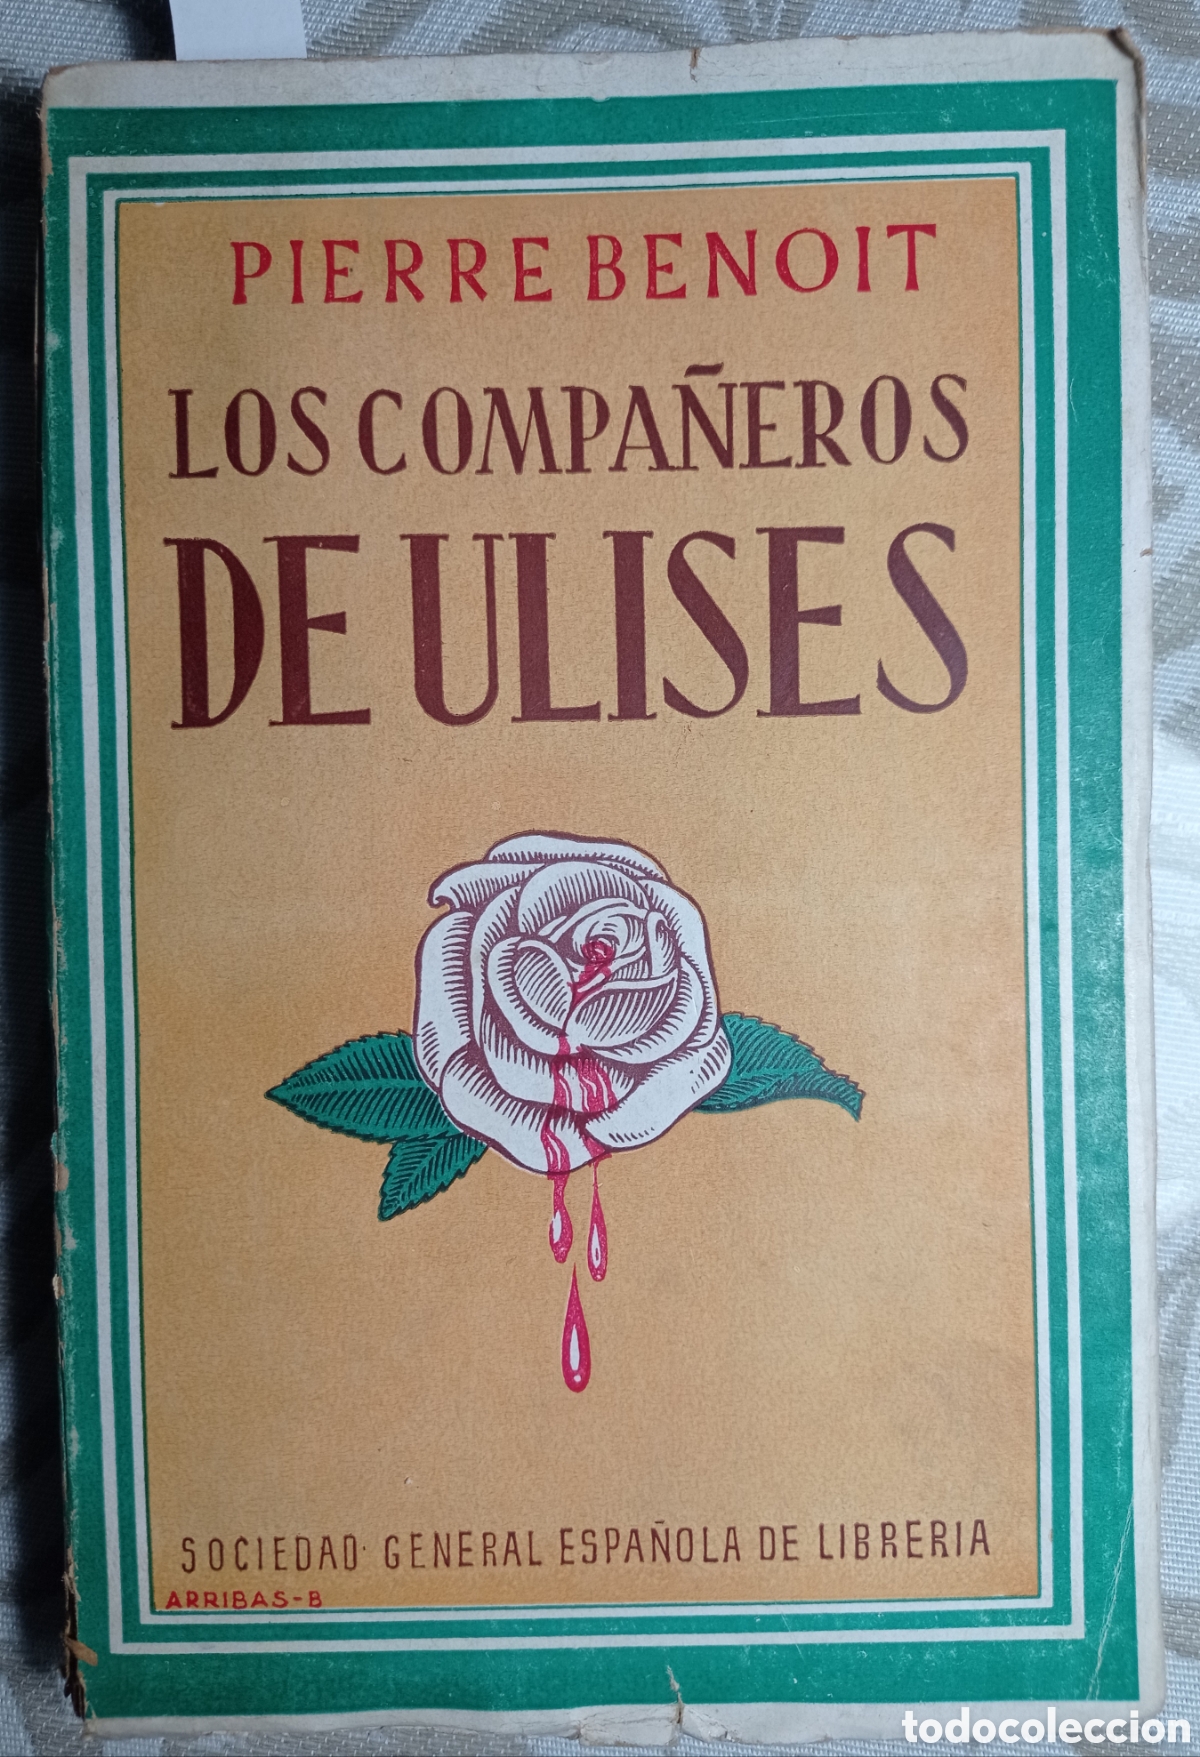 PIERRE BENOIT
LOS COMPAÑEROS
DE ULISES
SOCIEDAD GENERAL ESPAÑOLA DE LIBRERIA
ARRIBAS-B
todocoleccion